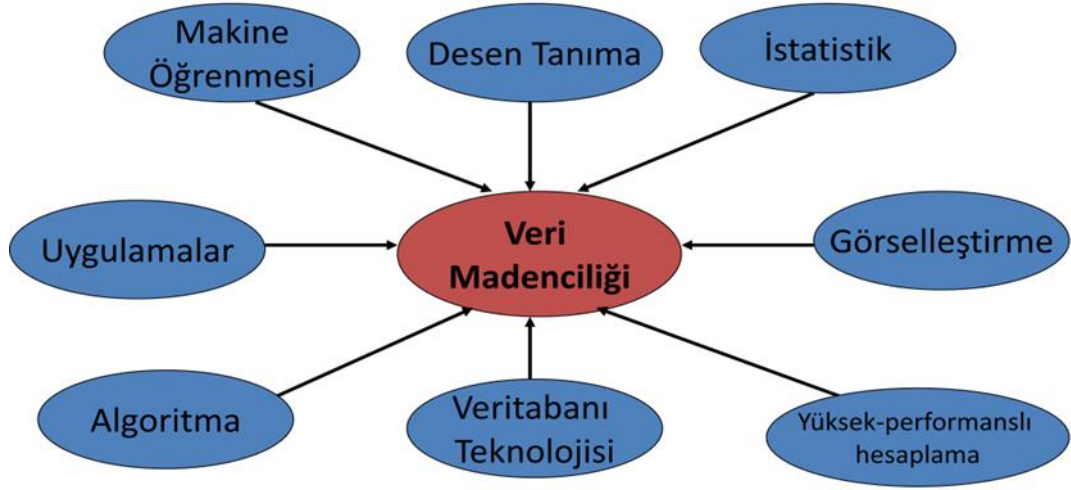 Makine
Öğrenmesi
Desen Tanıma
İstatistik
Uygulamalar
Veri
Madenciliği
Görselleştirme
Algoritma
Veritabanı
Teknolojisi
Yüksek-performanslı
hesaplama